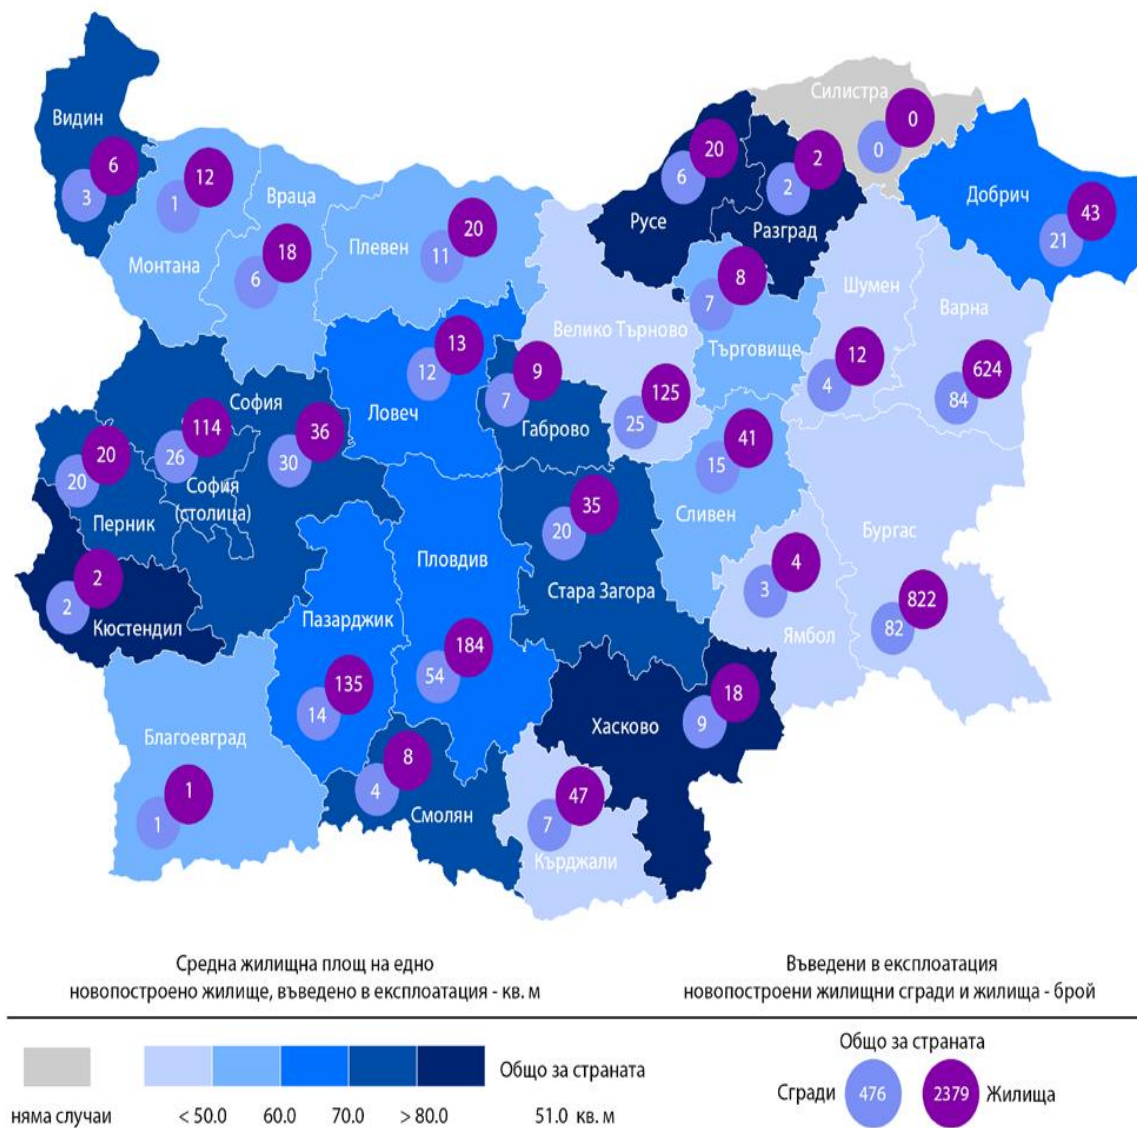 Силистра
0
0
Видин
6
3
20
6
Русе
2
2
Разград
Добрич
43
21
12
1
Монтана
Враца
18
6
Плевен
20
11
8
7
Търговище
Шумен
12
4
Варна
624
84
Велико Търново
125
25
13
12
Ловеч
9
7
Габрово
София
36
30
114
26
София
(столица)
20
20
Перник
41
15
Сливен
35
20
Стара Загора
Бургас
822
82
2
2
Кюстендил
Пловдив
184
54
Пазарджик
135
14
4
3
Ямбол
18
9
Хасково
Благоевград
1
1
8
4
Смолян
47
7
Кърджали
Средна жилищна площ на едно
новопостроено жилище, въведено в експлоатация - кв. м
Въведени в експлоатация
новопостроени жилищни сгради и жилища - брой
няма случаи
< 50.0 60.0 70.0 > 80.0
Общо за страната
51.0 кв. м
Общо за страната
Сгради 476 2379 Жилища